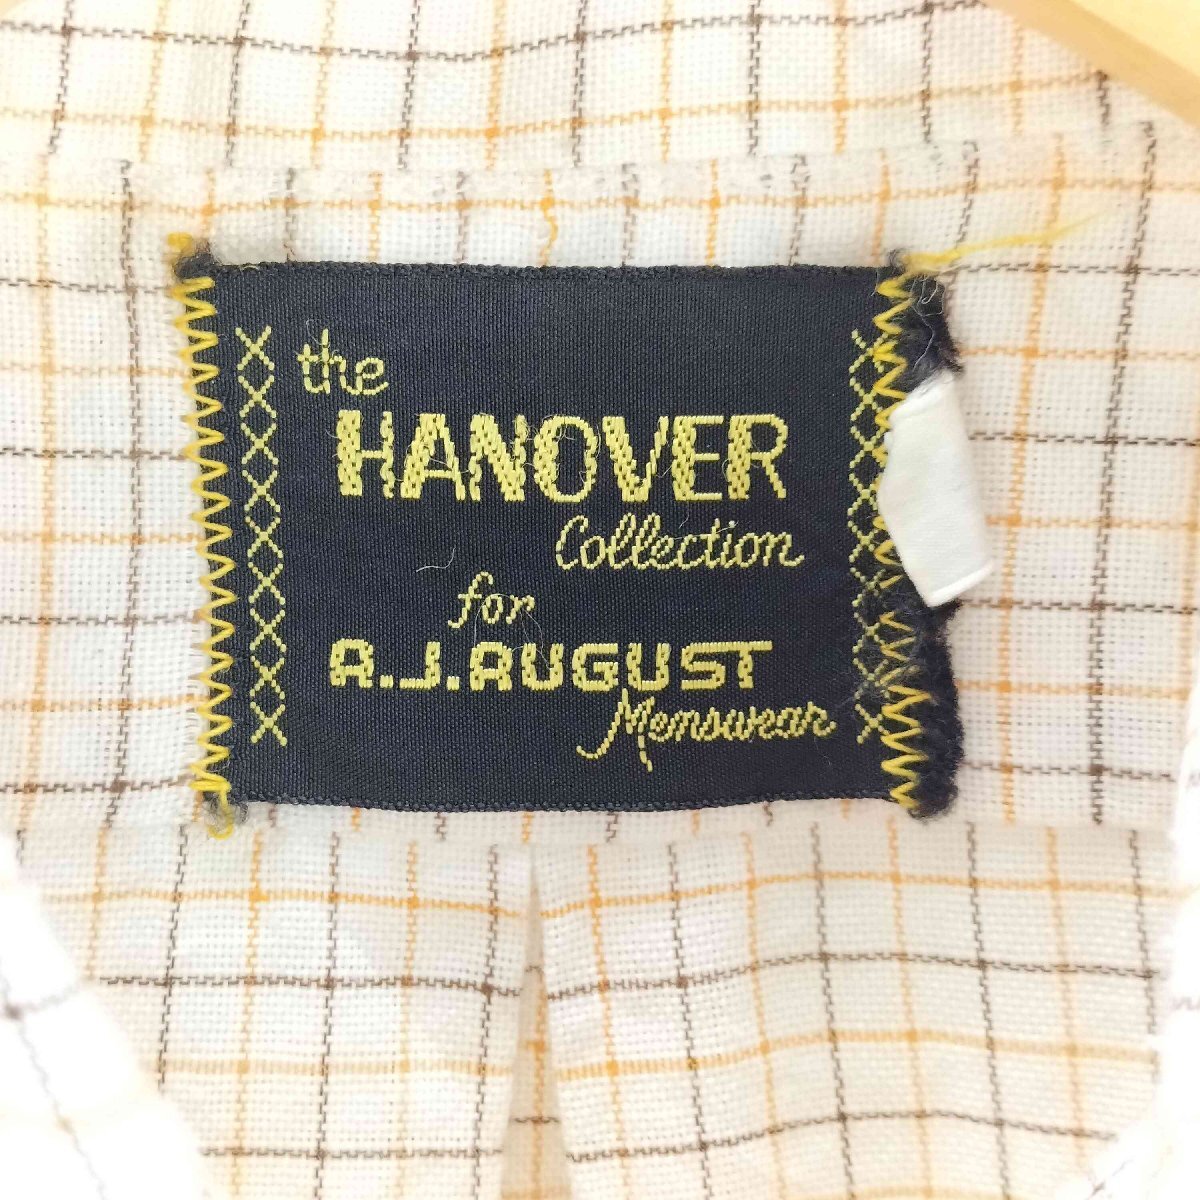 the
HANOVER
Collection
for
A.J.AUGUST
Menswear